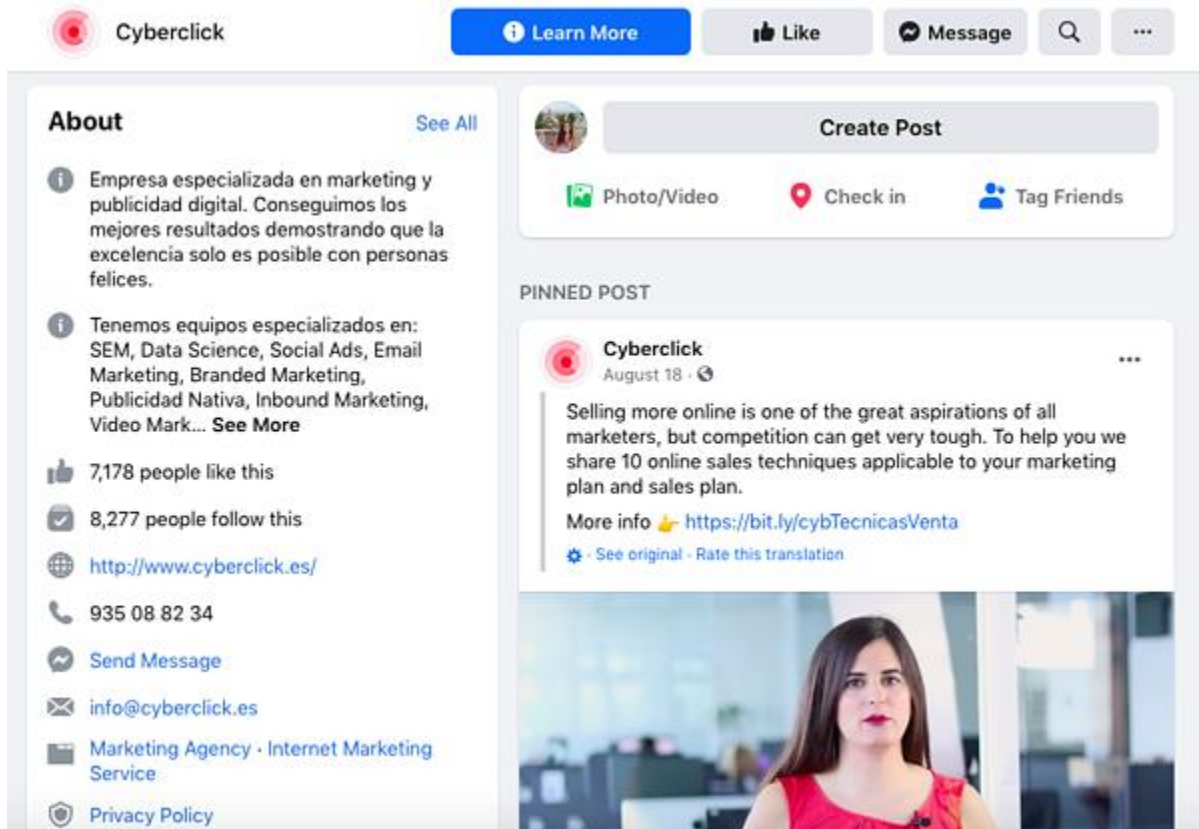 Cyberclick
Learn More
Like
Message
About
See All
Empresa especializada en marketing y
publicidad digital. Conseguimos los
mejores resultados demostrando que la
excelencia solo es posible con personas
felices.
Tenemos equipos especializados en:
SEM, Data Science, Social Ads, Email
Marketing, Branded Marketing,
Publicidad Nativa, Inbound Marketing,
Video Mark... See More
7,178 people like this
8,277 people follow this
http://www.cyberclick.es/
935 08 82 34
Send Message
info@cyberclick.es
Marketing Agency · Internet Marketing
Service
Privacy Policy
Create Post
Photo/Video
Check in
Tag Friends
PINNED POST
Cyberclick
August 18 ·
Selling more online is one of the great aspirations of all
marketers, but competition can get very tough. To help you we
share 10 online sales techniques applicable to your marketing
plan and sales plan.
More info 👉 https://bit.ly/cybTecnicasVenta
· See original · Rate this translation